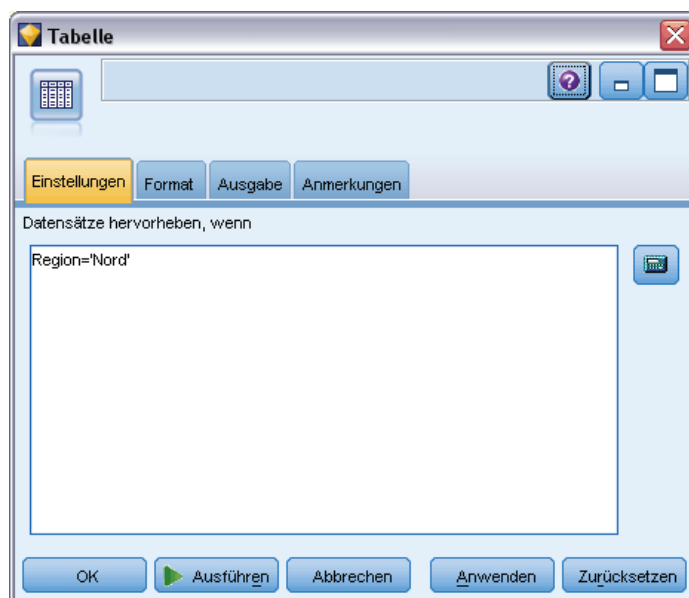 Tabelle
Einstellungen Format Ausgabe Anmerkungen
Datensätze hervorheben, wenn
Region='Nord'
OK Ausführen Abbrechen Anwenden Zurücksetzen